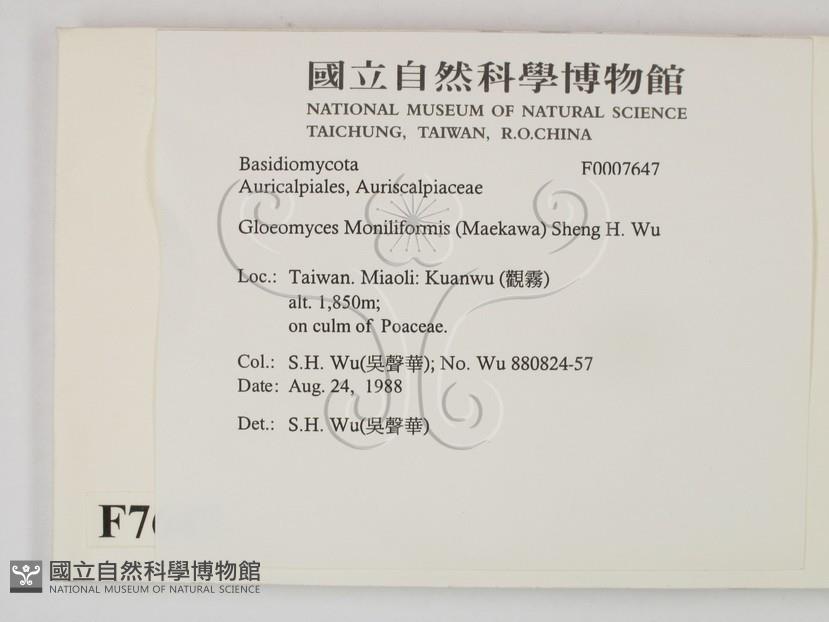 國立自然科學博物館
NATIONAL MUSEUM OF NATURAL SCIENCE
TAICHUNG, TAIWAN, R.O.CHINA
Basidiomycota F0007647
Auricalpiales, Auriscalpiaceae
Gloeomyces Moniliformis (Maekawa) Sheng H. Wu
Loc.: Taiwan. Miaoli: Kuanwu (觀霧)
alt. 1,850m;
on culm of Poaceae.
Col.: S.H. Wu(吳聲華); No. Wu 880824-57
Date: Aug. 24, 1988
Det.: S.H. Wu(吳聲華)
F76
國立自然科學博物館
NATIONAL MUSEUM OF NATURAL SCIENCE